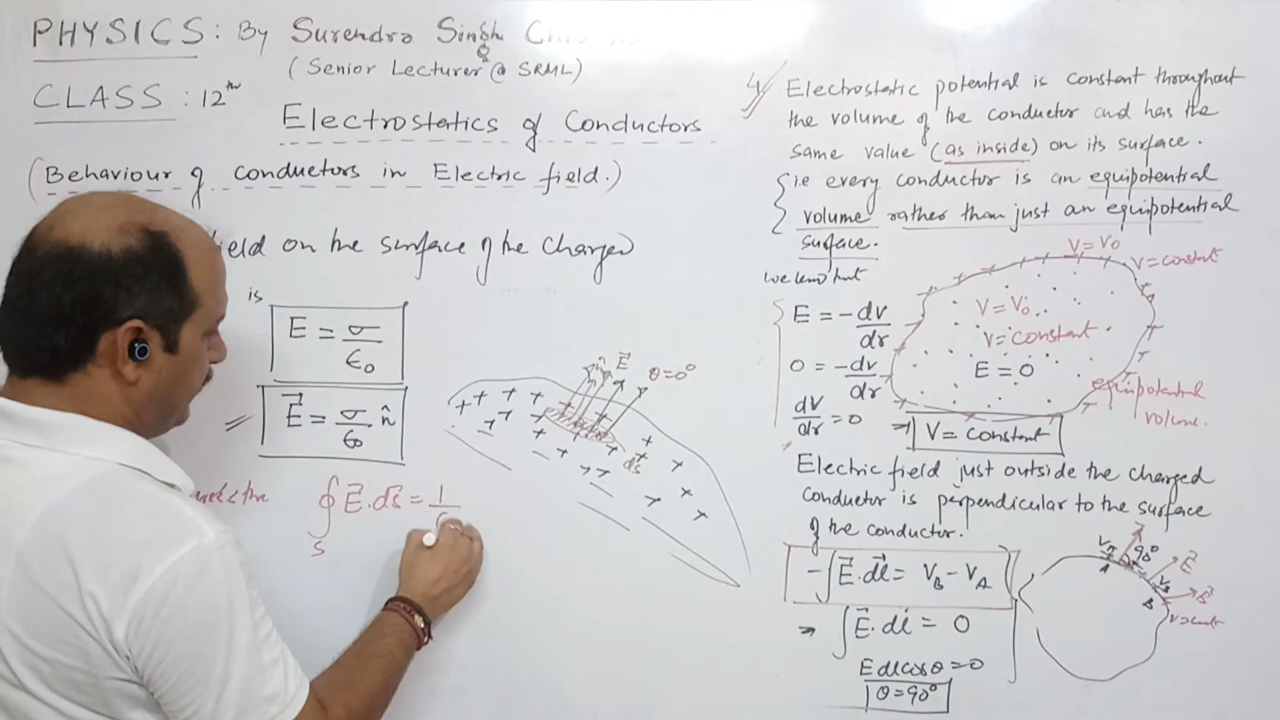 PHYSICS: By Surendra Singh
(Senior Lecturer @ SRML)
CLASS : 12th
Electrostatics of Conductors
(Behaviour of conductors in Electric field.)
field on the surface of the charged
is
E = σ/ϵ₀
⇒ E⃗ = σ/ϵ₀ n̂
∮ₛ E⃗.ds⃗ = 1/
n̂ E⃗ θ=0°
ds
4 Electrostatic potential is constant throughout
the volume of the conductor and has the
same value (as inside) on its surface.
{i.e every conductor is an equipotential
volume rather than just an equipotential
surface.
we know that
E = -dV/dr
0 = -dv/dr
dV/dr = 0 ⇒ V = constant
V = V₀
V = constant
V = V₀
V = constant.
E = 0
equipotential
volume.
Electric field just outside the charged
conductor is perpendicular to the surface
of the conductor.
-∫E⃗.dl⃗ = V_B - V_A
⇒ ∫E⃗.dl⃗ = 0
E dl cosθ = 0
θ = 90°
90° E⃗
A
B